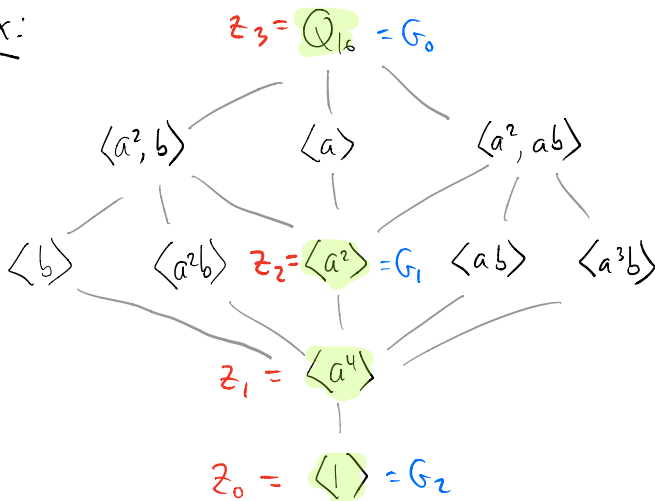 x:
Z₃ = Q₁₆ = G₀
⟨a², b⟩ ⟨a⟩ ⟨a², ab⟩
⟨b⟩ ⟨a²b⟩ Z₂ = ⟨a²⟩ = G₁ ⟨ab⟩ ⟨a³b⟩
Z₁ = ⟨a⁴⟩
Z₀ = ⟨1⟩ = G₂